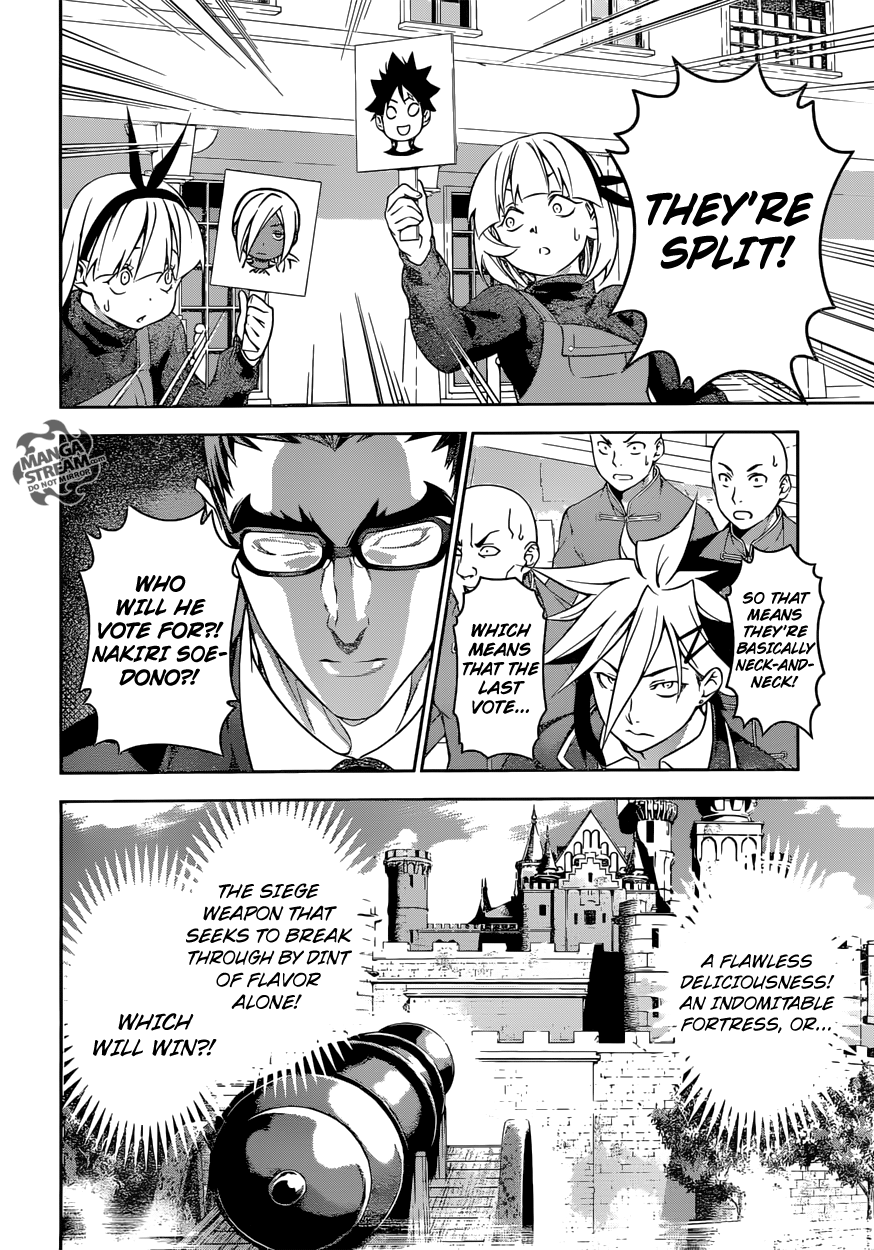 THEY'RE
SPLIT!
MANGA
STREAM.COM
DO NOT MIRROR
SO THAT
MEANS
THEY'RE
BASICALLY
NECK-AND-
NECK!
WHICH
MEANS
THAT THE
LAST
VOTE...
WHO
WILL HE
VOTE FOR?!
NAKIRI SOE-
DONO?!
A FLAWLESS
DELICIOUSNESS!
AN INDOMITABLE
FORTRESS, OR...
THE SIEGE
WEAPON THAT
SEEKS TO BREAK
THROUGH BY DINT
OF FLAVOR
ALONE!
WHICH
WILL WIN?!